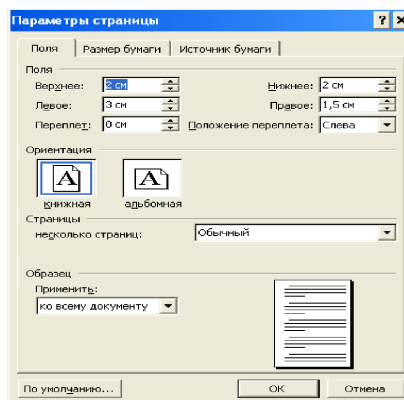 Параметры страницы
Поля Размер бумаги Источник бумаги
Поля
Верхнее: 2 см Нижнее: 2 см
Левое: 3 см Правое: 1,5 см
Переплет: 0 см Положение переплета: Слева
Ориентация
A A
книжная альбомная
Страницы
несколько страниц: Обычный
Образец
Применить:
ко всему документу
По умолчанию... ОК Отмена